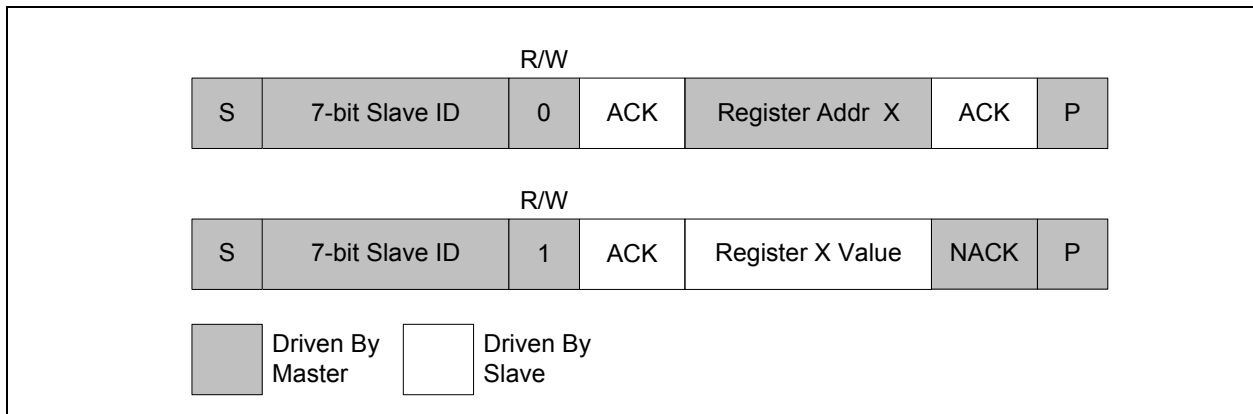 R/W
S 7-bit Slave ID 0 ACK Register Addr X ACK P
R/W
S 7-bit Slave ID 1 ACK Register X Value NACK P
Driven By Driven By
Master Slave